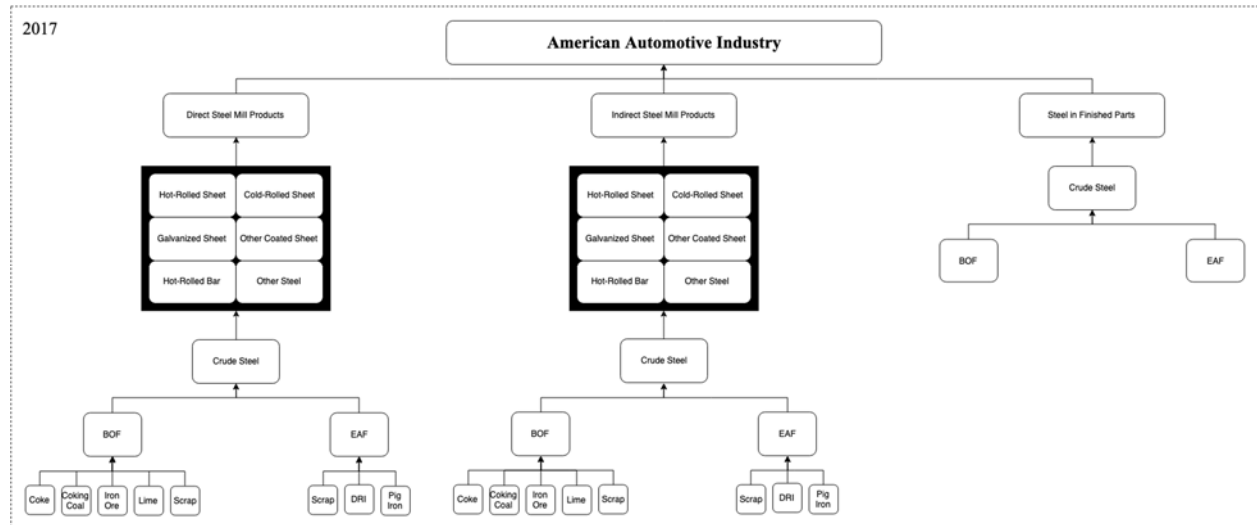 2017
American Automotive Industry
Direct Steel Mill Products
Indirect Steel Mill Products
Steel in Finished Parts
Hot-Rolled Sheet
Cold-Rolled Sheet
Galvanized Sheet
Other Coated Sheet
Hot-Rolled Bar
Other Steel
Hot-Rolled Sheet
Cold-Rolled Sheet
Galvanized Sheet
Other Coated Sheet
Hot-Rolled Bar
Other Steel
Crude Steel
BOF
EAF
Crude Steel
Crude Steel
BOF
EAF
BOF
EAF
Coke
Coking
Coal
Iron
Ore
Lime
Scrap
Scrap
DRI
Pig
Iron
Coke
Coking
Coal
Iron
Ore
Lime
Scrap
Scrap
DRI
Pig
Iron